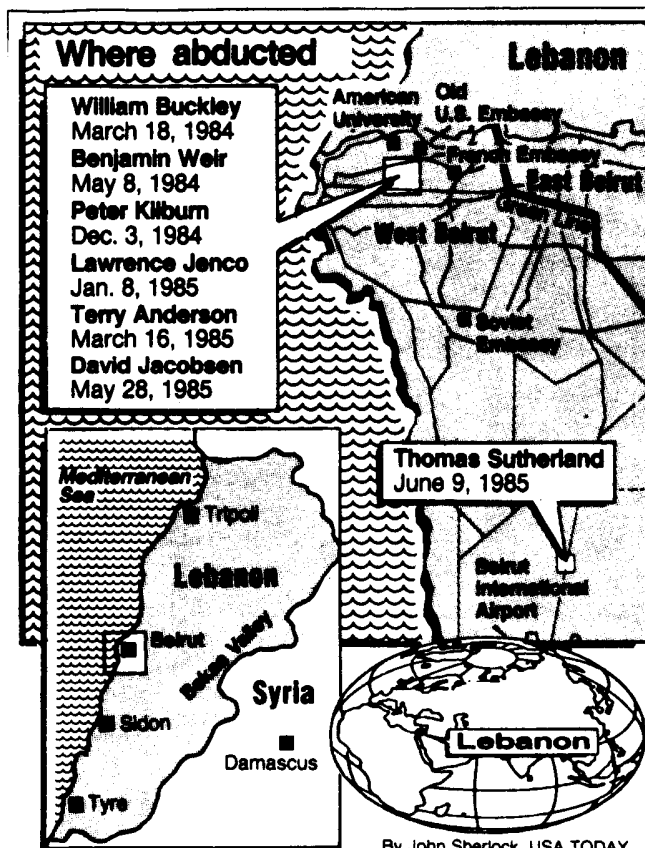 Where abducted
William Buckley
March 18, 1984
Benjamin Weir
May 8, 1984
Peter Kilburn
Dec. 3, 1984
Lawrence Jenco
Jan. 8, 1985
Terry Anderson
March 16, 1985
David Jacobsen
May 28, 1985
Lebanon
American
University
Old
U.S. Embassy
French Embassy
East Beirut
Green Line
West Beirut
Soviet
Embassy
Thomas Sutherland
June 9, 1985
Beirut
International
Airport
Mediterranean
Sea
Tripoli
Lebanon
Beirut
Bekaa Valley
Syria
Sidon
Damascus
Tyre
Lebanon
By John Sherlock, USA TODAY